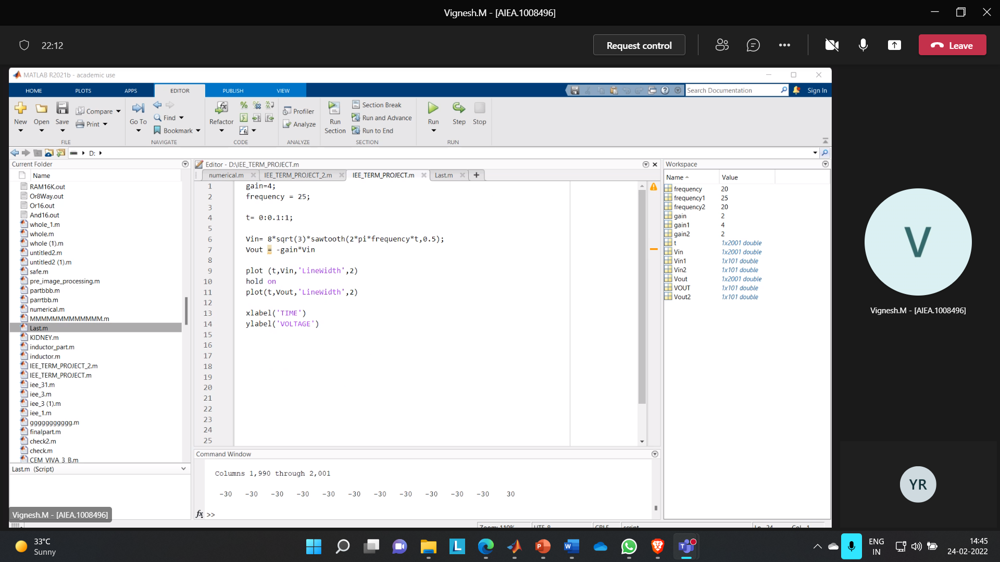 Vignesh.M - [AIEA.1008496]
22:12
Request control
Leave
MATLAB R2021b - academic use
HOME PLOTS APPS EDITOR PUBLISH VIEW
Search Documentation
Sign In
New Open Save Compare Print
FILE
Go To Find Bookmark
NAVIGATE
Refactor
CODE
Profiler
Analyze
ANALYZE
Run Section
Section Break
Run and Advance
Run to End
SECTION
Run Step Stop
RUN
D:
Current Folder
Name
RAM16K.out
Or8Way.out
Or16.out
And16.out
whole_1.m
whole.m
whole (1).m
untitled2.m
untitled2 (1).m
safe.m
pre_image_processing.m
partbbb.m
parrtbb.m
numerical.m
MMMMMMMMMMMMM.m
Last.m
KIDNEY.m
inductor_part.m
inductor.m
IEE_TERM_PROJECT_2.m
IEE_TERM_PROJECT.m
iee_31.m
iee_3.m
iee_3 (1).m
iee_1.m
ggggggggggg.m
finalpart.m
check2.m
check.m
CEM VIVA 3 B.m
Last.m (Script)
Vignesh.M - [AIEA.1008496]
Editor - D:\IEE_TERM_PROJECT.m
numerical.m IEE_TERM_PROJECT_2.m IEE_TERM_PROJECT.m Last.m
1 gain=4;
2 frequency = 25;
3
4 t= 0:0.1:1;
5
6 Vin= 8*sqrt(3)*sawtooth(2*pi*frequency*t,0.5);
7 Vout = -gain*Vin
8
9 plot (t,Vin,'LineWidth',2)
10 hold on
11 plot(t,Vout,'LineWidth',2)
12
13 xlabel('TIME')
14 ylabel('VOLTAGE')
15
16
17
18
19
20
21
22
23
24
25
Command Window
Columns 1,990 through 2,001
-30 -30 -30 -30 -30 -30 -30 -30 -30 -30 -30 30
fx >>
Workspace
Name Value
frequency 20
frequency1 25
frequency2 20
gain 2
gain1 4
gain2 2
t 1x2001 double
Vin 1x2001 double
Vin1 1x101 double
Vin2 1x101 double
Vout 1x2001 double
VOUT 1x101 double
Vout2 1x101 double
Zoom: 110% UTF-8 CRLF script Ln 24 Col 1
V
Vignesh.M - [AIEA.1008496]
YR
33°C
Sunny
ENG
IN
14:45
24-02-2022